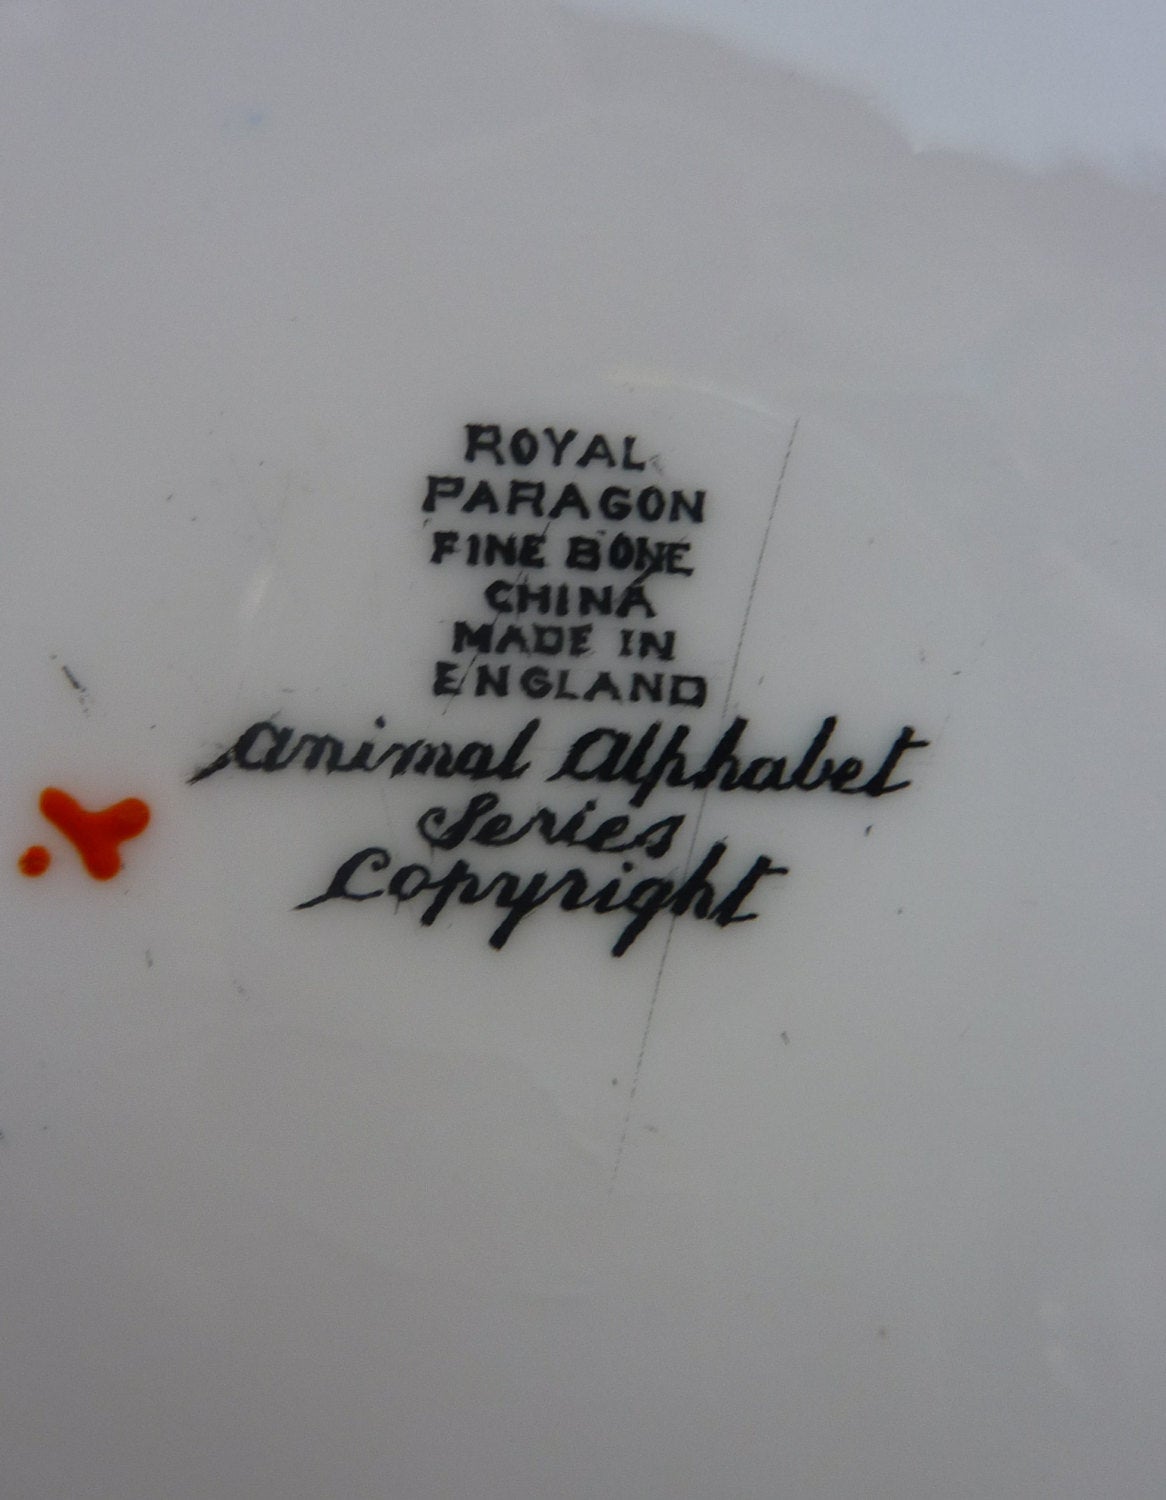 ROYAL
PARAGON
FINE BONE
CHINA
MADE IN
ENGLAND
Animal Alphabet
Series
Copyright